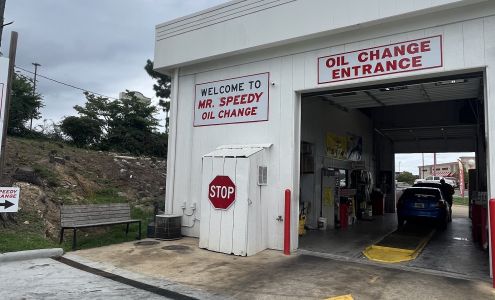 WELCOME TO
MR. SPEEDY
OIL CHANGE
OIL CHANGE
ENTRANCE
STOP
SPEEDY